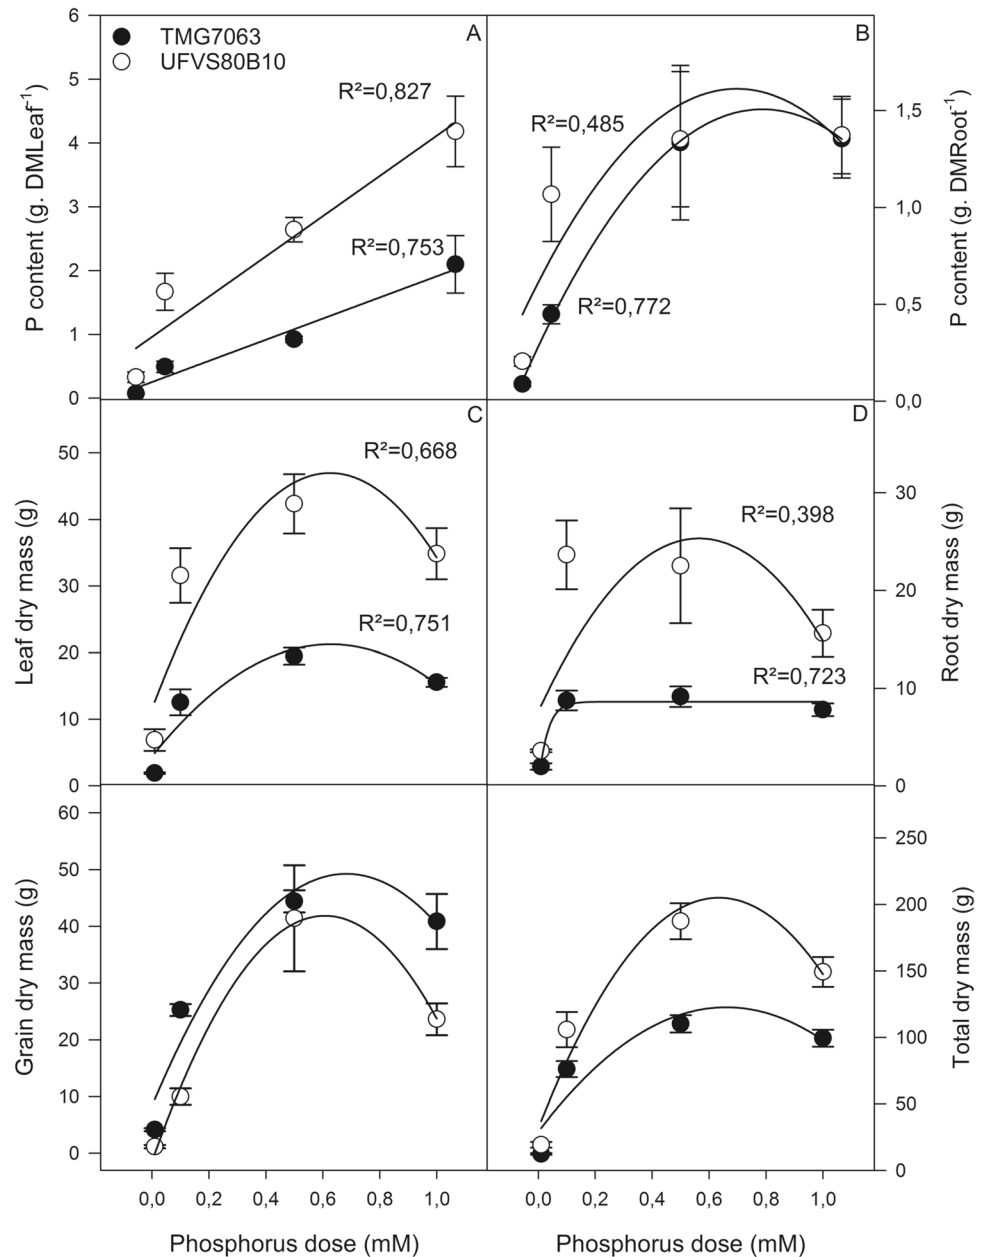 TMG7063
UFVS80B10
A
R²=0,827
R²=0,753
P content (g. DMLeaf⁻¹)
6
5
4
3
2
1
0
B
R²=0,485
R²=0,772
P content (g. DMRoot⁻¹)
1,5
1,0
0,5
0,0
C
R²=0,668
R²=0,751
Leaf dry mass (g)
50
40
30
20
10
0
D
R²=0,398
R²=0,723
Root dry mass (g)
30
20
10
0
Grain dry mass (g)
60
50
40
30
20
10
0
0,0 0,2 0,4 0,6 0,8 1,0
Phosphorus dose (mM)
Total dry mass (g)
250
200
150
100
50
0
0,0 0,2 0,4 0,6 0,8 1,0
Phosphorus dose (mM)